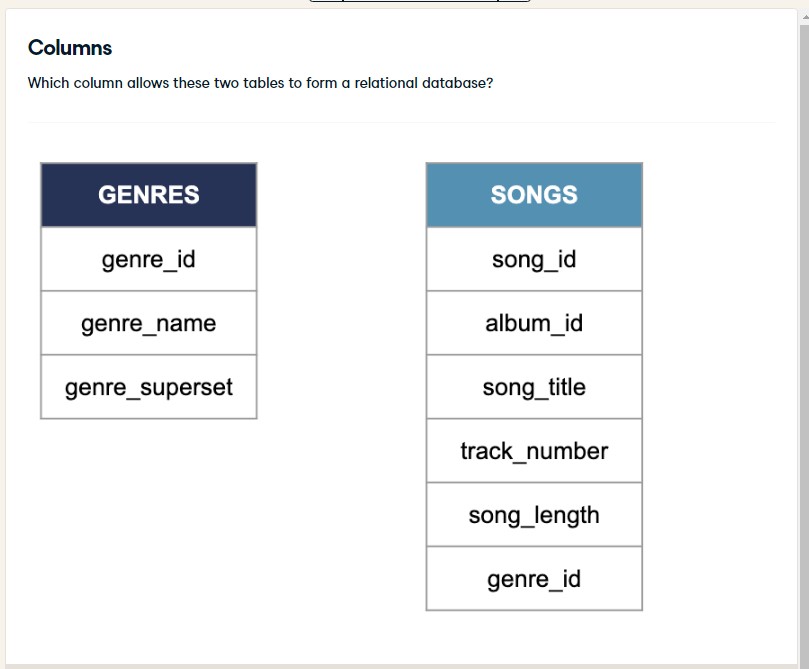 Columns
Which column allows these two tables to form a relational database?
GENRES
genre_id
genre_name
genre_superset
SONGS
song_id
album_id
song_title
track_number
song_length
genre_id